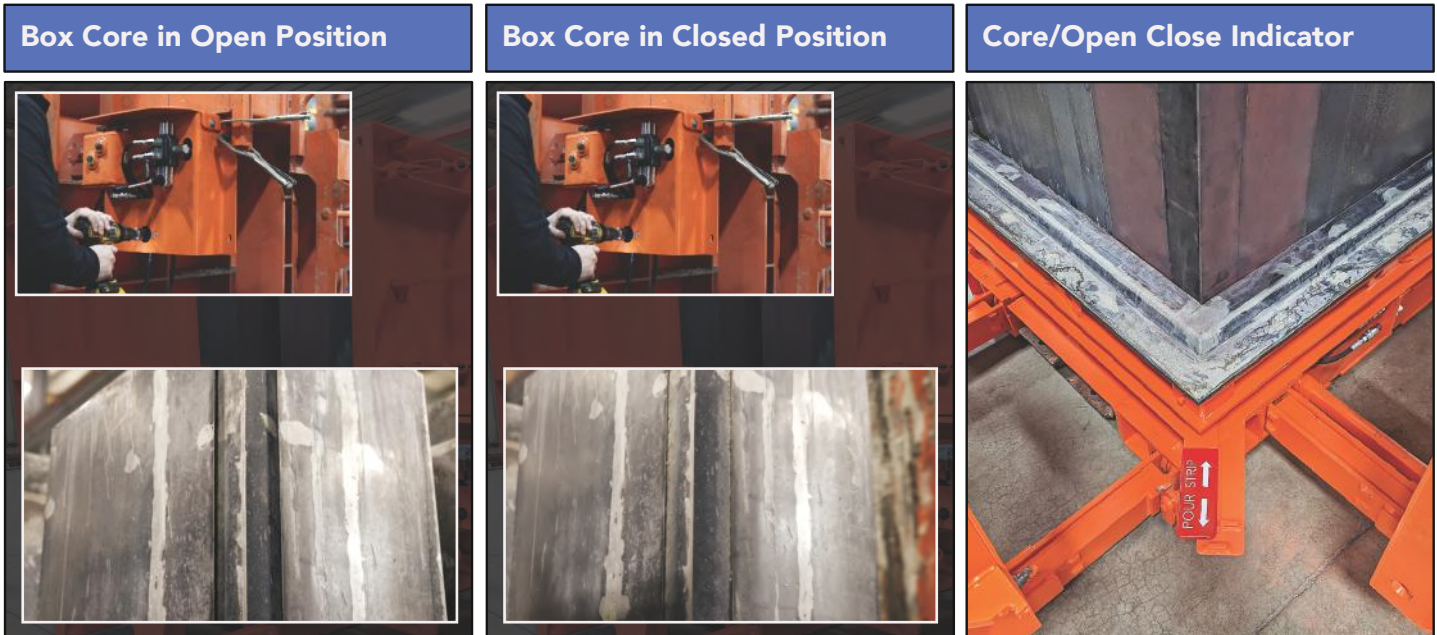 Box Core in Open Position
Box Core in Closed Position
Core/Open Close Indicator
POUR STRIP